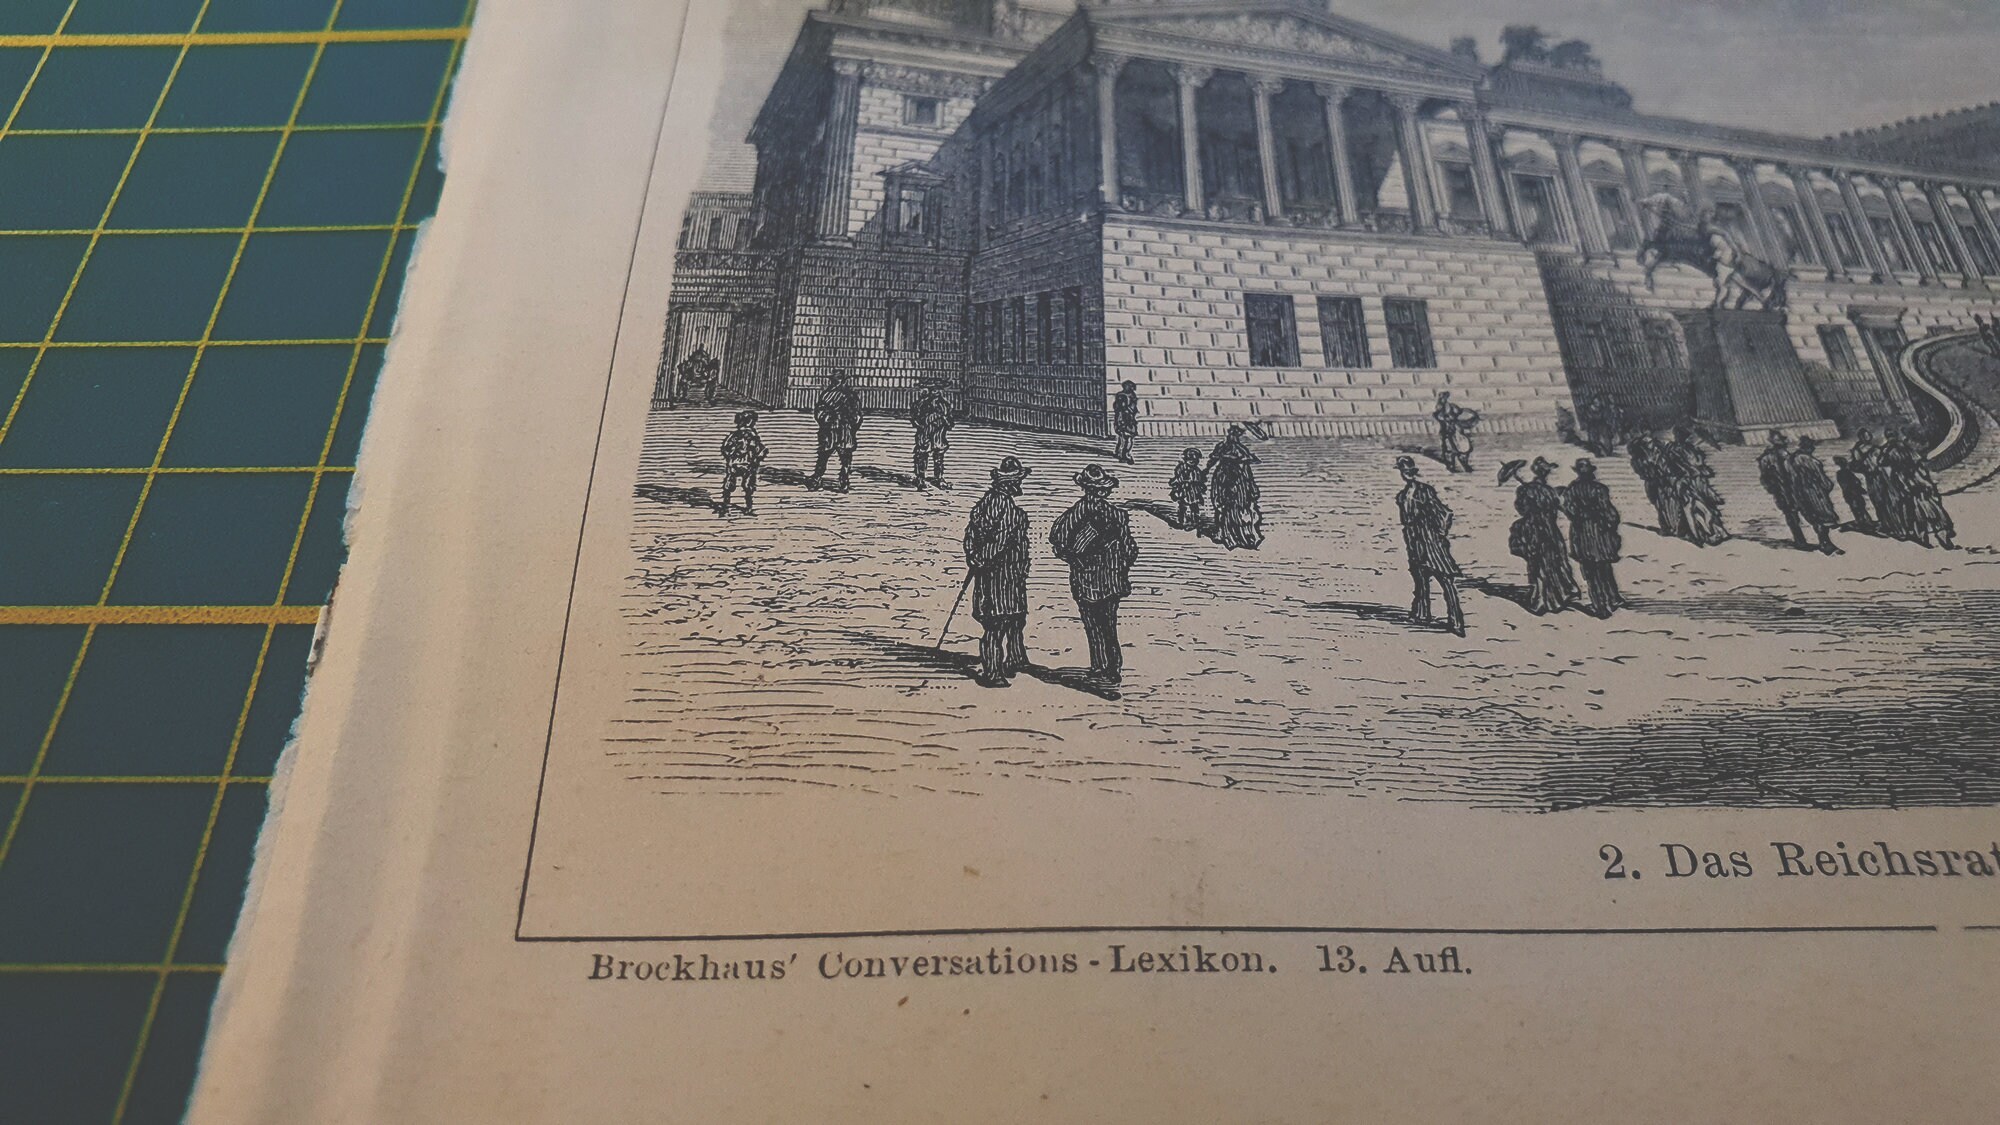 2. Das Reichsrat
Brockhaus' Conversations-Lexikon. 13. Aufl.